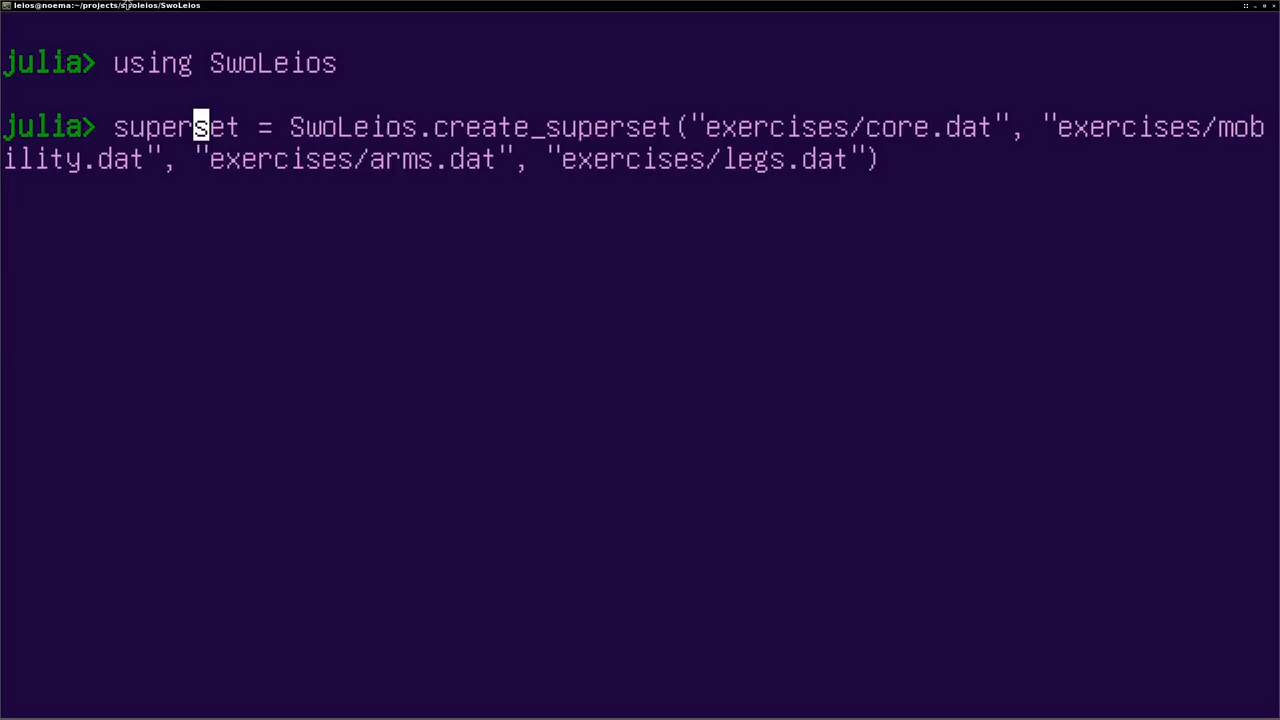 leios@noema:~/projects/swoleios/SwoLeios
julia> using SwoLeios
julia> superset = SwoLeios.create_superset("exercises/core.dat", "exercises/mob
ility.dat", "exercises/arms.dat", "exercises/legs.dat")